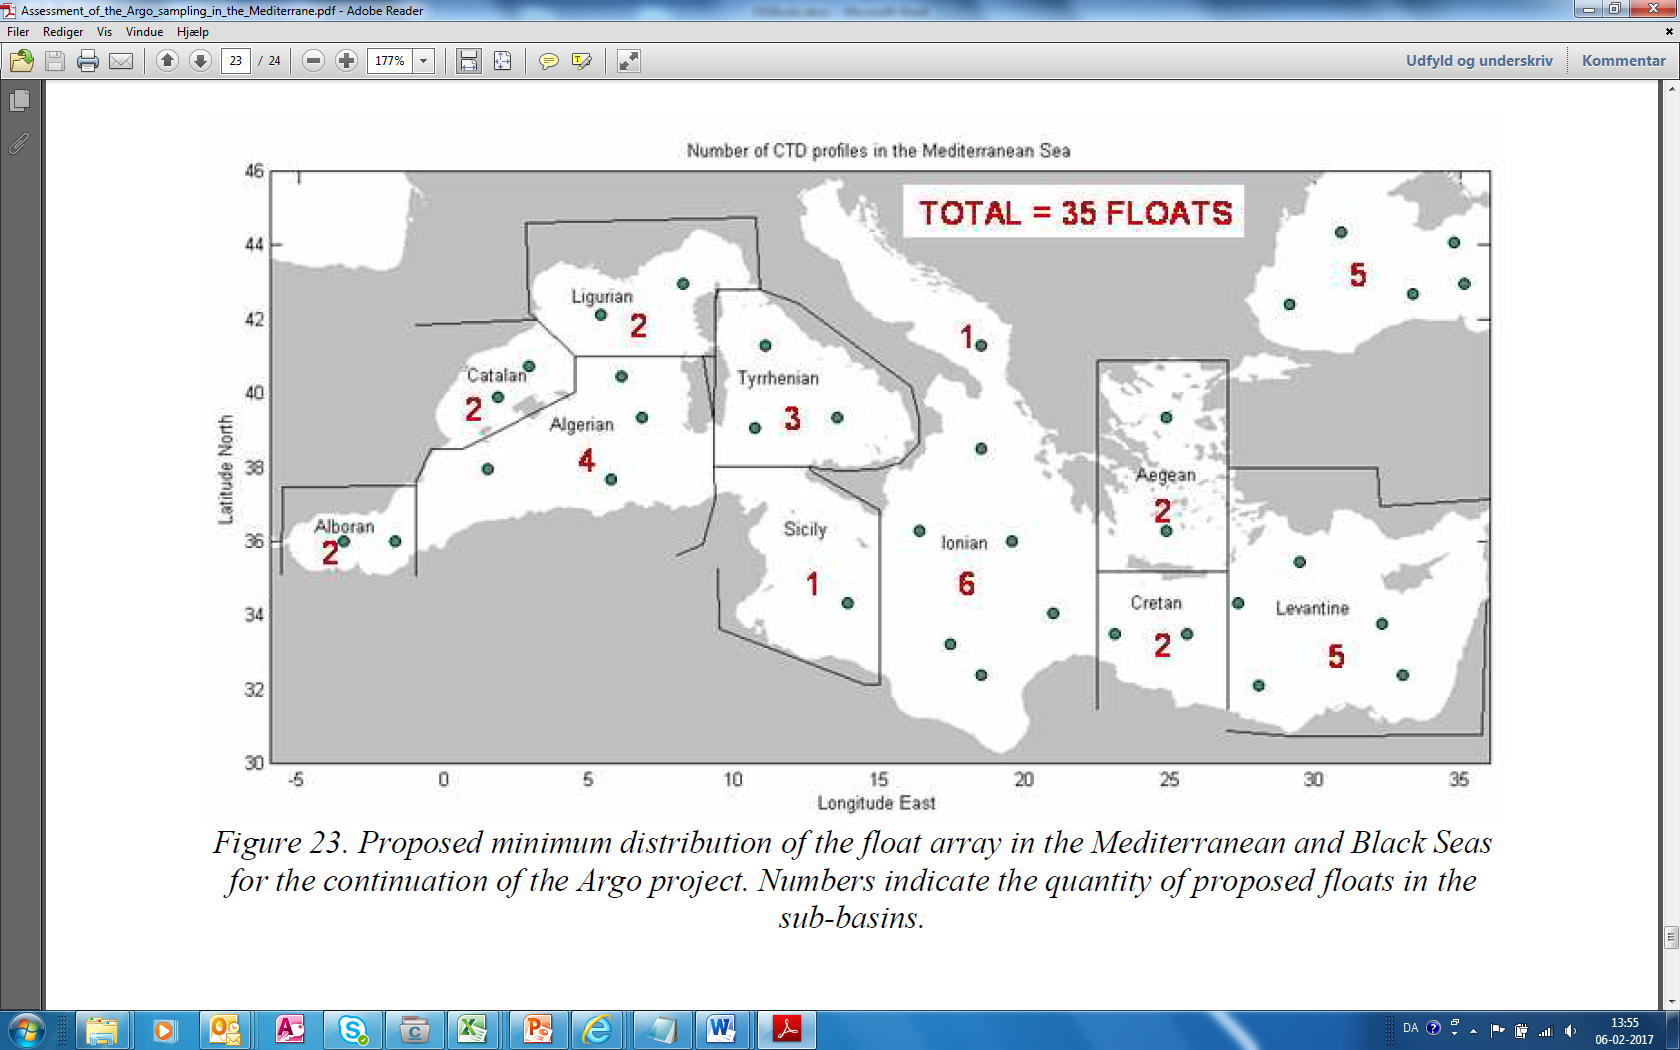 Assessment_of_the_Argo_sampling_in_the_Mediterrane.pdf - Adobe Reader
Filer Rediger Vis Vindue Hjælp
23 / 24
177%
Udfyld og underskriv Kommentar
Number of CTD profiles in the Mediterranean Sea
TOTAL = 35 FLOATS
46
44
42
40
38
36
34
32
30
Latitude North
5
Ligurian
2
1
Catalan
2
Tyrrhenian
3
Algerian
4
Aegean
2
Alboran
2
Sicily
1
Ionian
6
Cretan
2
Levantine
5
-5 0 5 10 15 20 25 30 35
Longitude East
Figure 23. Proposed minimum distribution of the float array in the Mediterranean and Black Seas
for the continuation of the Argo project. Numbers indicate the quantity of proposed floats in the
sub-basins.
DA
13:55
06-02-2017